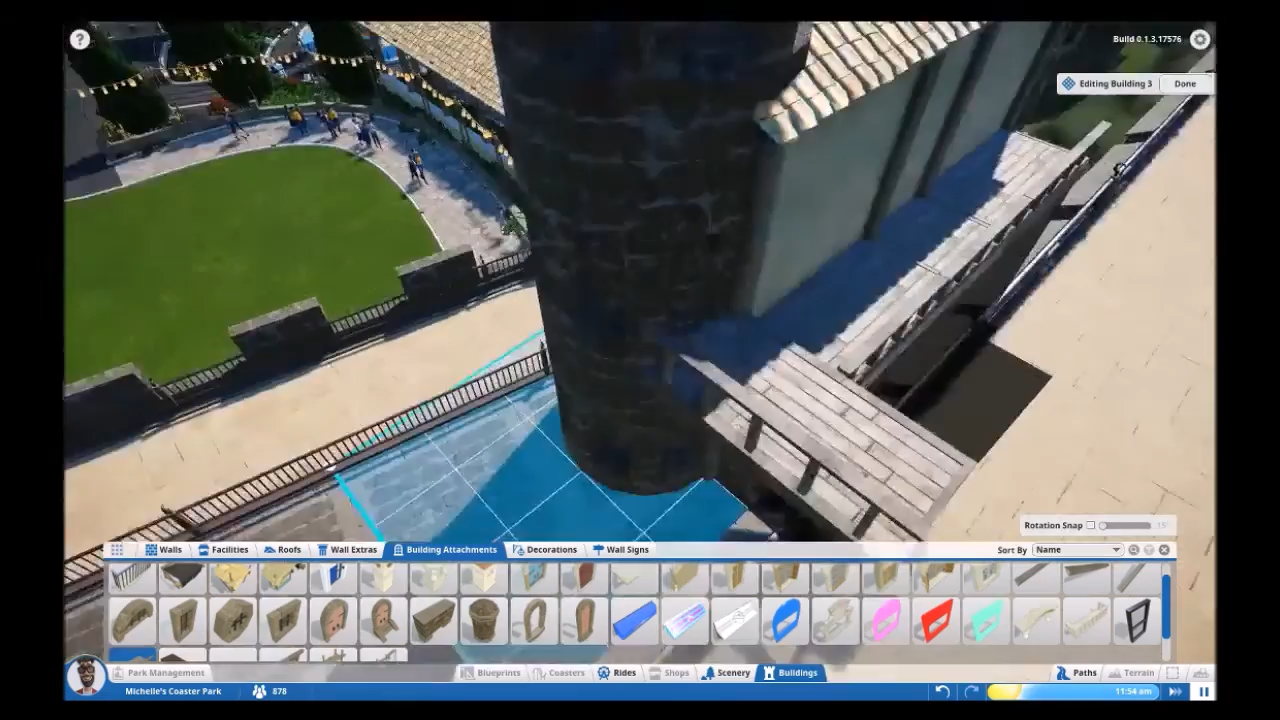 ?
Build 0.1.3.17576
Editing Building 3 Done
Rotation Snap 15
Walls Facilities Roofs Wall Extras Building Attachments Decorations Wall Signs Sort By Name
Park Management Blueprints Coasters Rides Shops Scenery Buildings Paths Terrain
Michelle's Coaster Park 878 11:54 am